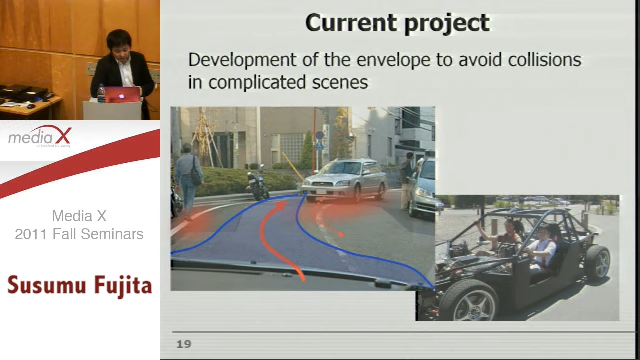 Current project
Development of the envelope to avoid collisions
in complicated scenes
mediaX
Media X
2011 Fall Seminars
Susumu Fujita
19